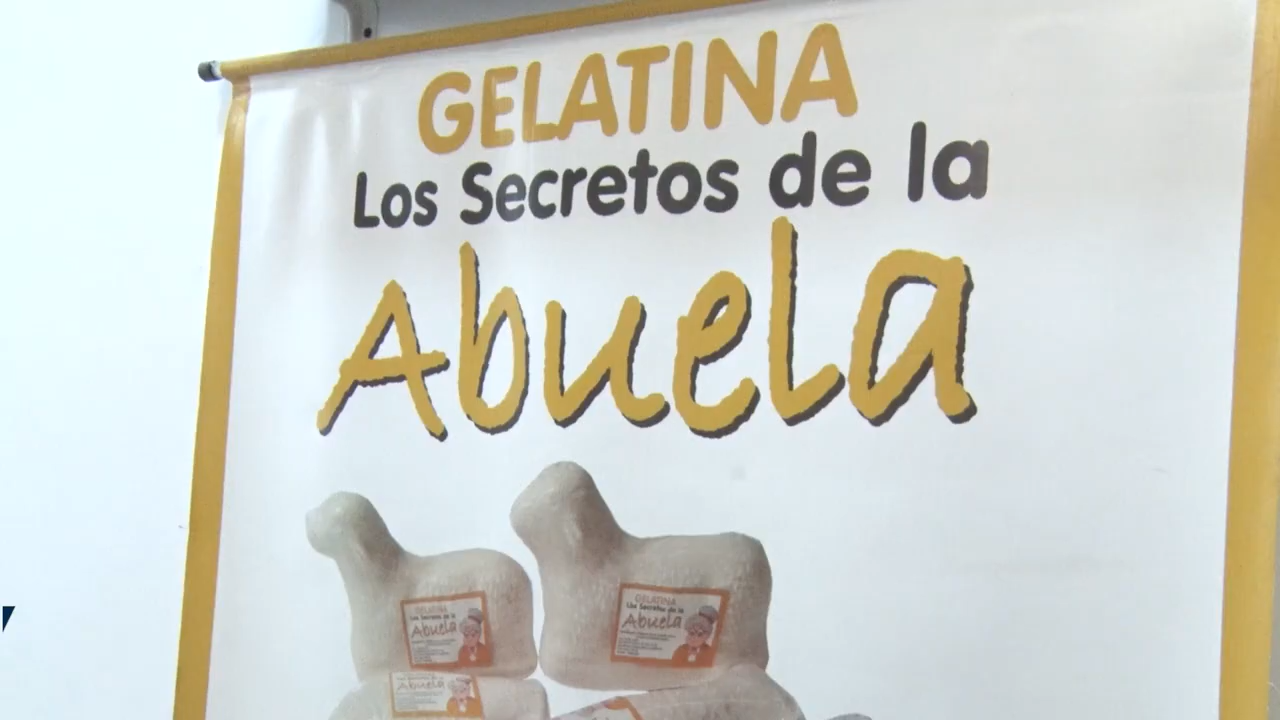 GELATINA
Los Secretos de la
Abuela
GELATINA
Los Secretos de la
Abuela
GELATINA
Los Secretos de la
Abuela
Abuela